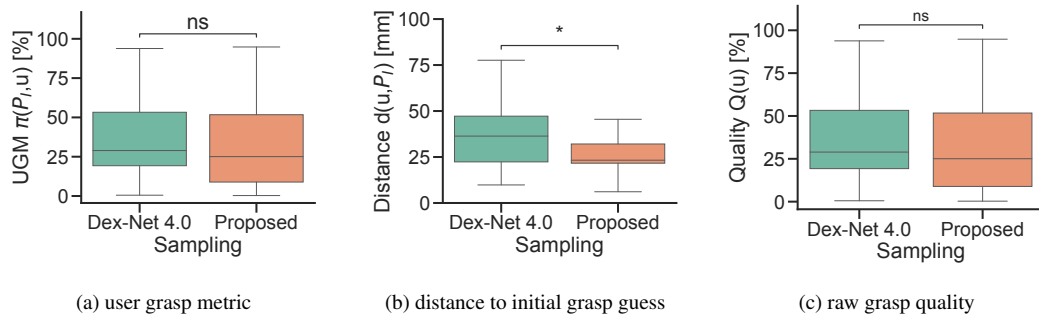 ns
UGM π(P_I,u) [%]
100
75
50
25
0
Dex-Net 4.0 Proposed
Sampling
(a) user grasp metric
*
Distance d(u,P_I) [mm]
100
75
50
25
0
Dex-Net 4.0 Proposed
Sampling
(b) distance to initial grasp guess
ns
Quality Q(u) [%]
100
75
50
25
0
Dex-Net 4.0 Proposed
Sampling
(c) raw grasp quality